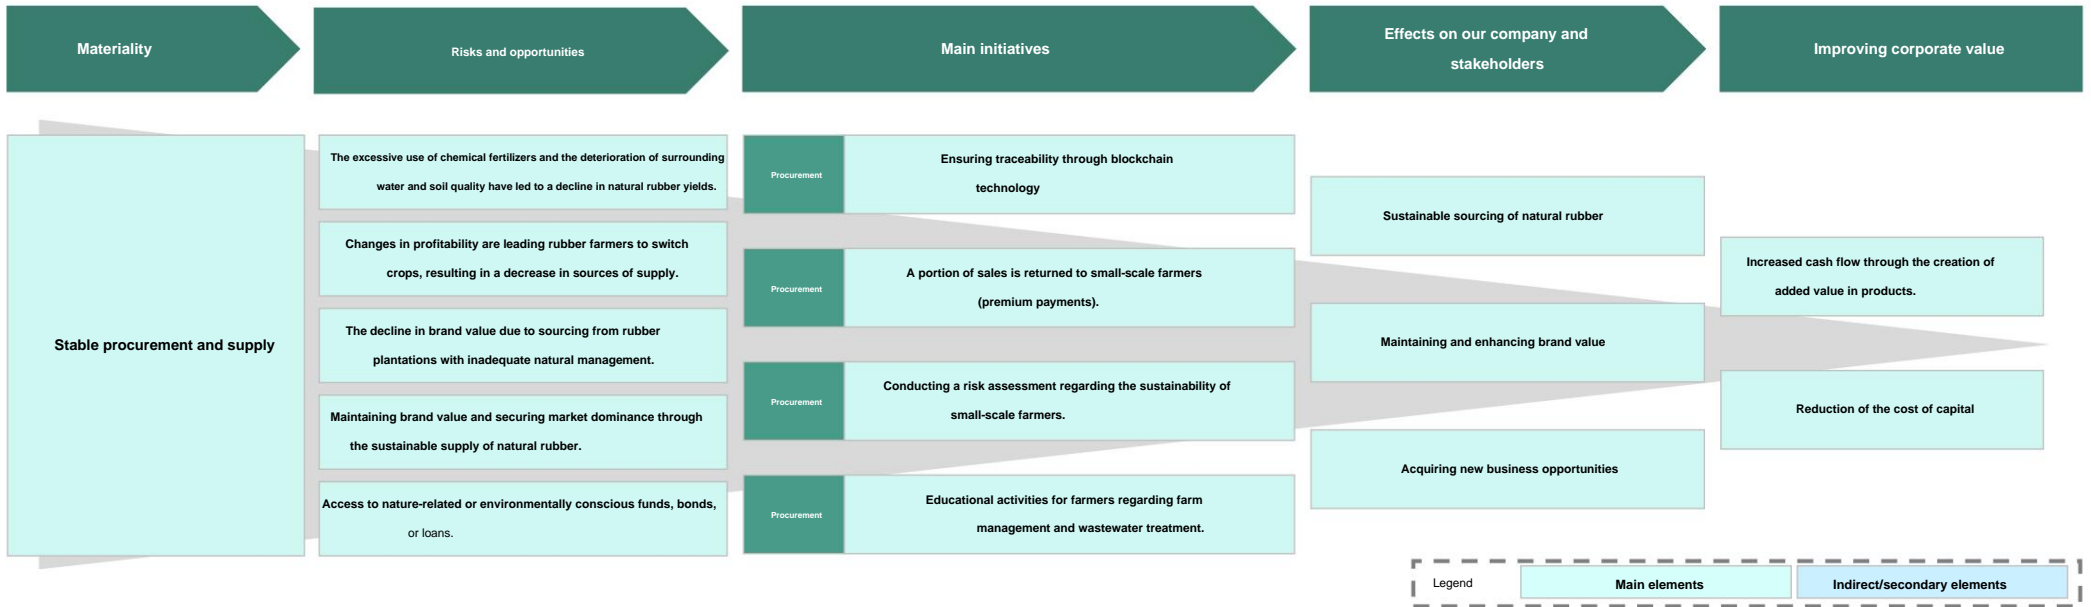 Materiality
Risks and opportunities
Main initiatives
Effects on our company and
stakeholders
Improving corporate value
Stable procurement and supply
The excessive use of chemical fertilizers and the deterioration of surrounding
water and soil quality have led to a decline in natural rubber yields.
Changes in profitability are leading rubber farmers to switch
crops, resulting in a decrease in sources of supply.
The decline in brand value due to sourcing from rubber
plantations with inadequate natural management.
Maintaining brand value and securing market dominance through
the sustainable supply of natural rubber.
Access to nature-related or environmentally conscious funds, bonds,
or loans.
Procurement
Ensuring traceability through blockchain
technology
Procurement
A portion of sales is returned to small-scale farmers
(premium payments).
Procurement
Conducting a risk assessment regarding the sustainability of
small-scale farmers.
Procurement
Educational activities for farmers regarding farm
management and wastewater treatment.
Sustainable sourcing of natural rubber
Maintaining and enhancing brand value
Acquiring new business opportunities
Increased cash flow through the creation of
added value in products.
Reduction of the cost of capital
Legend
Main elements
Indirect/secondary elements